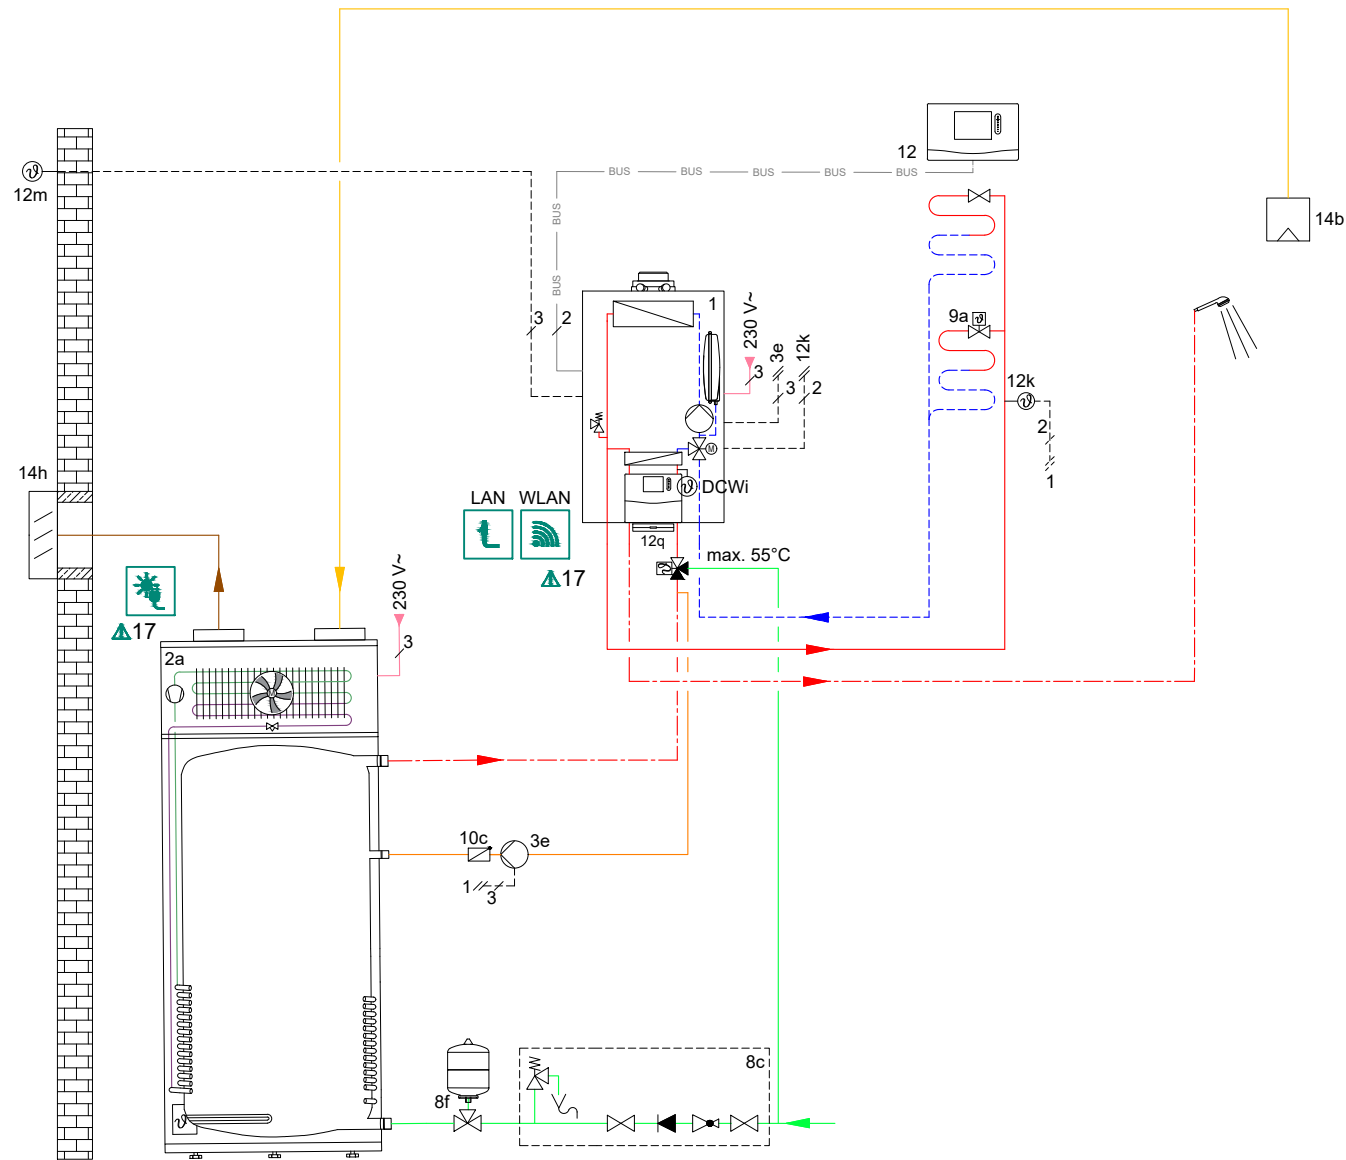 12
BUS BUS BUS BUS BUS
12m
BUS
14b
BUS
1
3 2
230 V~
3
3e
3
12k
2
9a
12k
2
1
M
14h
LAN WLAN
ϑ DCWi
12q
max. 55°C
17
17
230 V~
3
2a
M
10c 3e
1 3
8f
8c